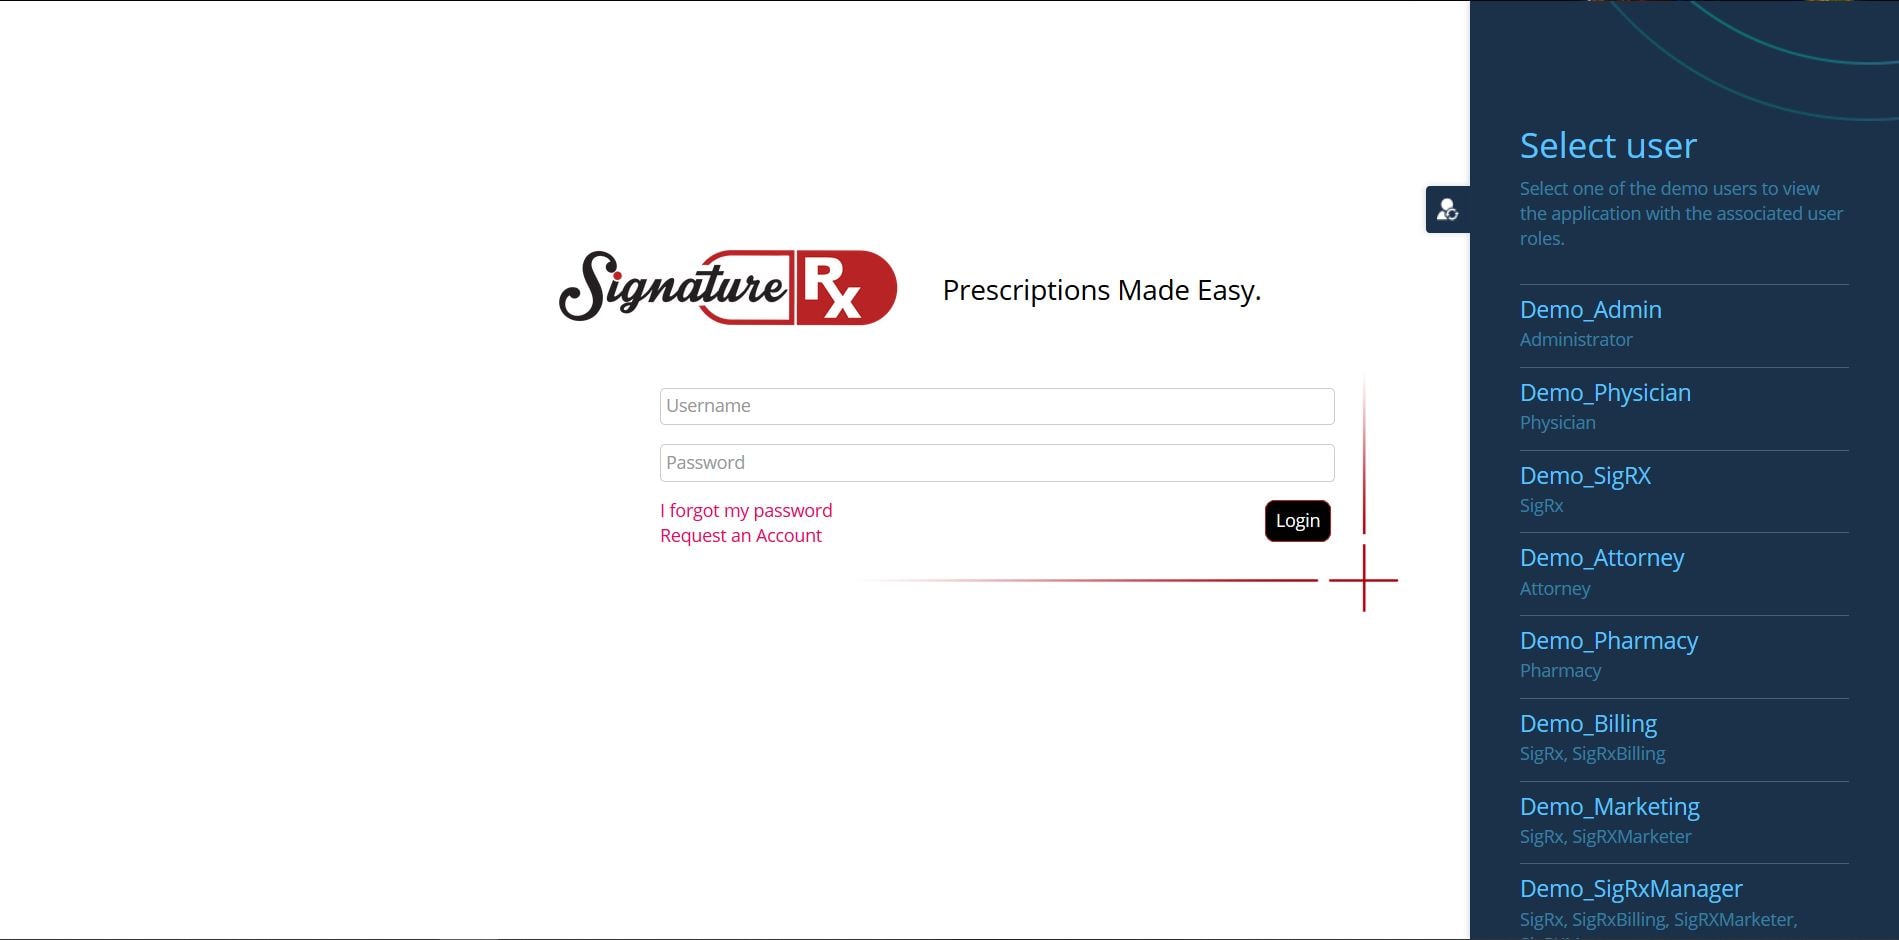 Signature Rx
Prescriptions Made Easy.
Username
Password
I forgot my password
Request an Account
Login
Select user
Select one of the demo users to view
the application with the associated user
roles.
Demo_Admin
Administrator
Demo_Physician
Physician
Demo_SigRX
SigRx
Demo_Attorney
Attorney
Demo_Pharmacy
Pharmacy
Demo_Billing
SigRx, SigRxBilling
Demo_Marketing
SigRx, SigRXMarketer
Demo_SigRxManager
SigRx, SigRxBilling, SigRXMarketer,